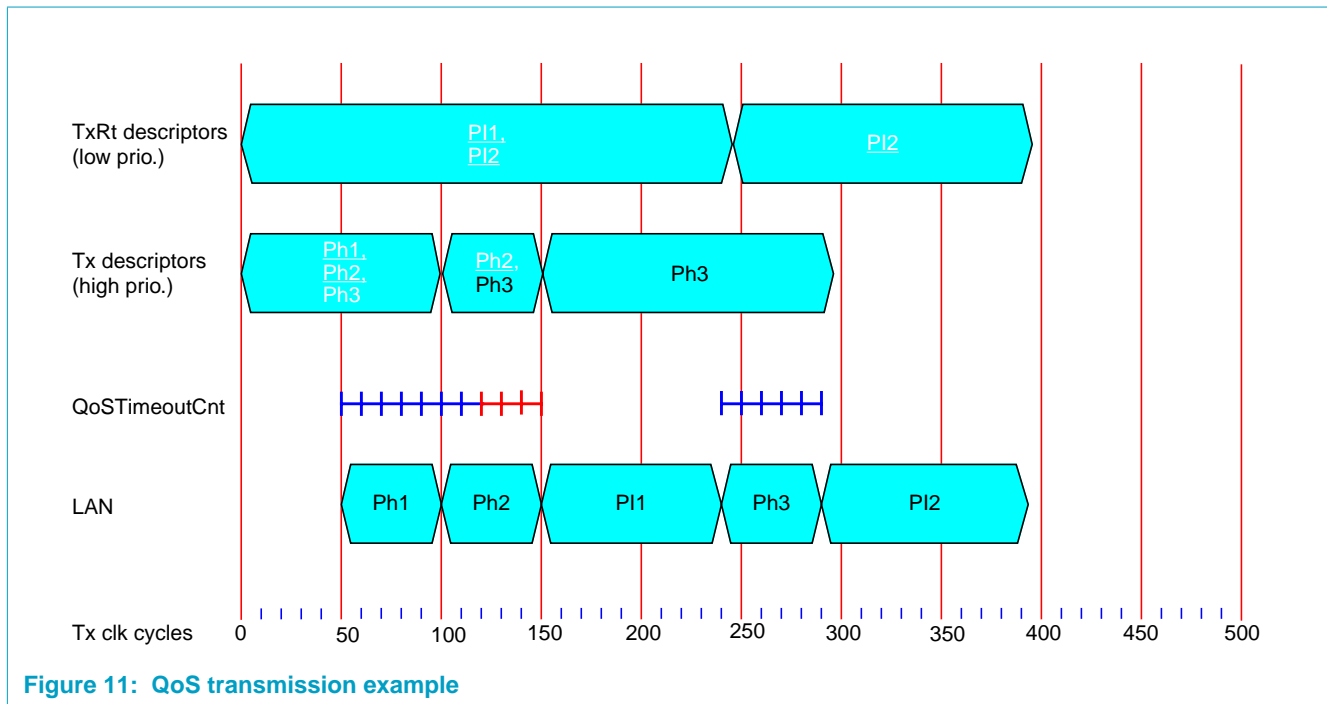 TxRt descriptors
(low prio.)
Pl1,
Pl2
Pl2
Tx descriptors
(high prio.)
Ph1,
Ph2,
Ph3
Ph2,
Ph3
Ph3
QoSTimeoutCnt
LAN
Ph1
Ph2
Pl1
Ph3
Pl2
Tx clk cycles
0 50 100 150 200 250 300 350 400 450 500
Figure 11: QoS transmission example